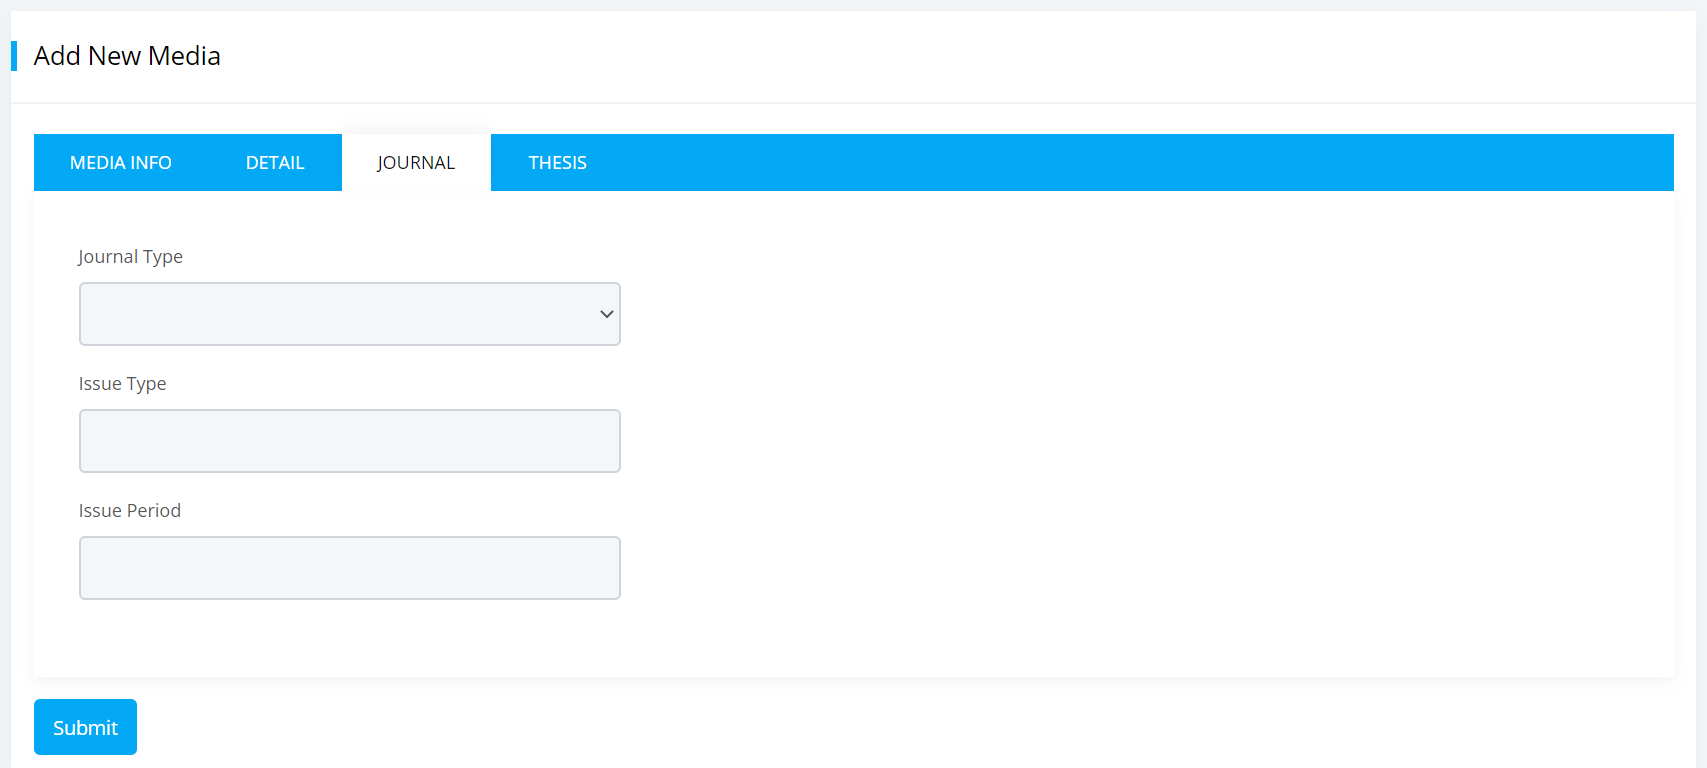 Add New Media
MEDIA INFO DETAIL JOURNAL THESIS
Journal Type
Issue Type
Issue Period
Submit